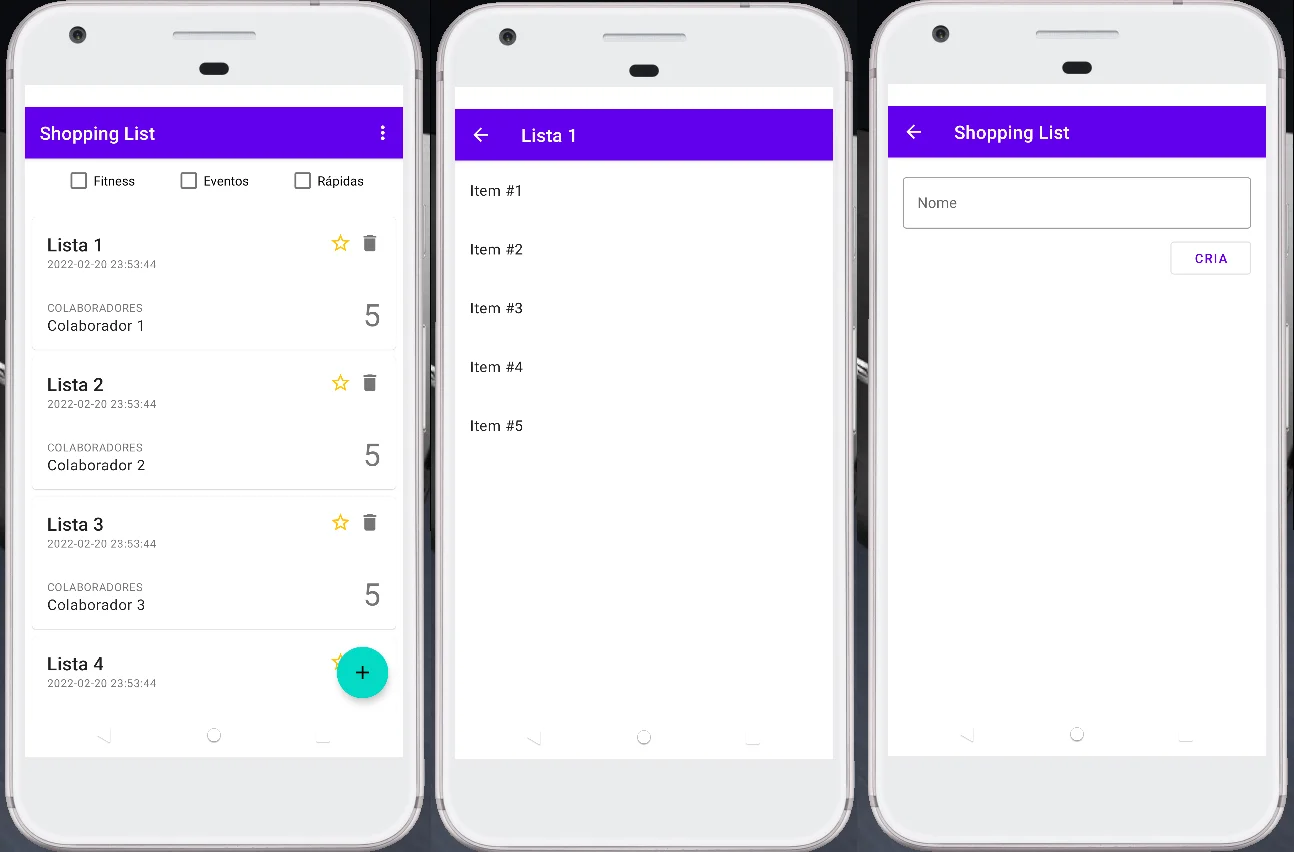 Shopping List
Fitness Eventos Rápidas
Lista 1
2022-02-20 23:53:44
COLABORADORES
Colaborador 1
5
Lista 2
2022-02-20 23:53:44
COLABORADORES
Colaborador 2
5
Lista 3
2022-02-20 23:53:44
COLABORADORES
Colaborador 3
5
Lista 4
2022-02-20 23:53:44
Lista 1
Item #1
Item #2
Item #3
Item #4
Item #5
Shopping List
Nome
CRIA